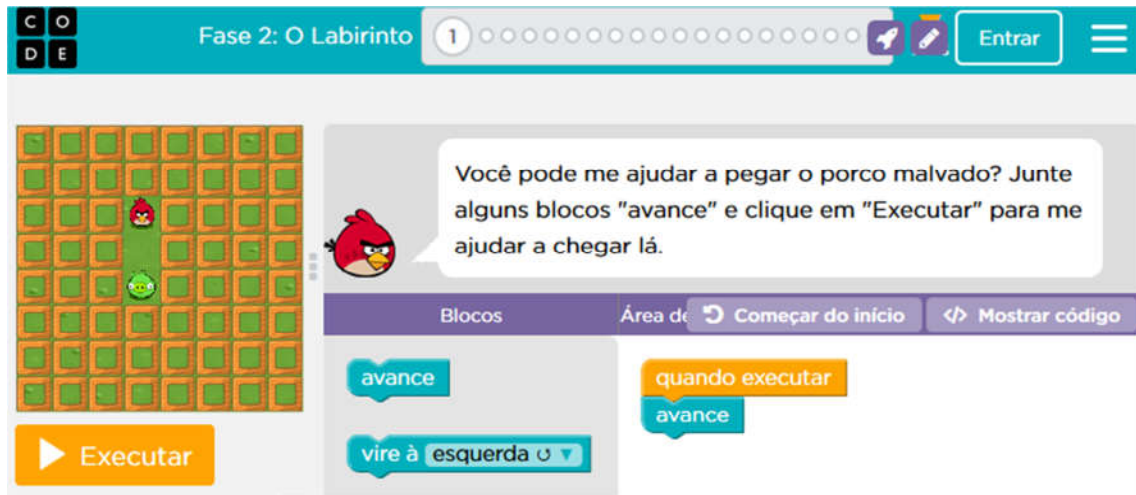 C O
D E
Fase 2: O Labirinto
1
Entrar
Você pode me ajudar a pegar o porco malvado? Junte
alguns blocos "avance" e clique em "Executar" para me
ajudar a chegar lá.
Blocos
Área de
Começar do início
</> Mostrar código
avance
vire à esquerda ↺ ▼
quando executar
avance
Executar